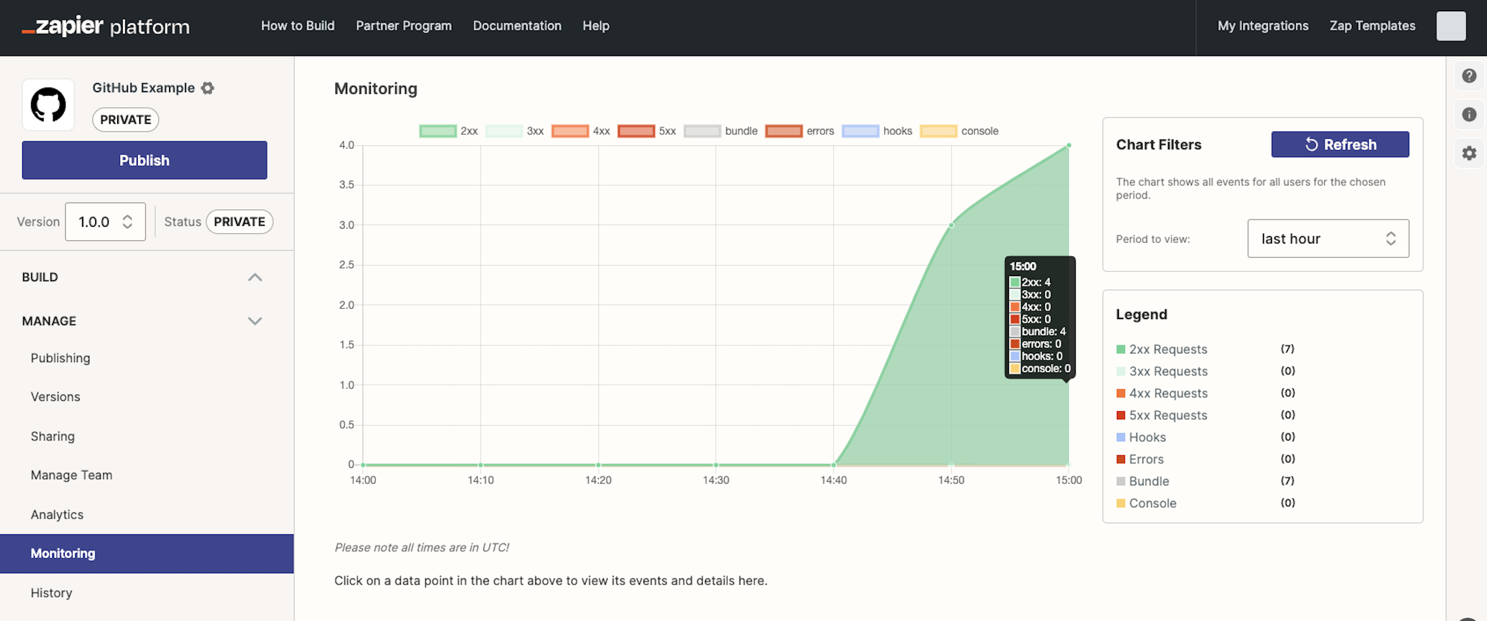 zapier platform
How to Build Partner Program Documentation Help
My Integrations Zap Templates
GitHub Example
PRIVATE
Publish
Version 1.0.0 Status PRIVATE
BUILD
MANAGE
Publishing
Versions
Sharing
Manage Team
Analytics
Monitoring
History
Monitoring
2xx 3xx 4xx 5xx bundle errors hooks console
4.0
3.5
3.0
2.5
2.0
1.5
1.0
0.5
0
14:00 14:10 14:20 14:30 14:40 14:50 15:00
15:00
2xx: 4
3xx: 0
4xx: 0
5xx: 0
bundle: 4
errors: 0
hooks: 0
console: 0
Please note all times are in UTC!
Click on a data point in the chart above to view its events and details here.
Chart Filters
Refresh
The chart shows all events for all users for the chosen
period.
Period to view: last hour
Legend
2xx Requests (7)
3xx Requests (0)
4xx Requests (0)
5xx Requests (0)
Hooks (0)
Errors (0)
Bundle (7)
Console (0)